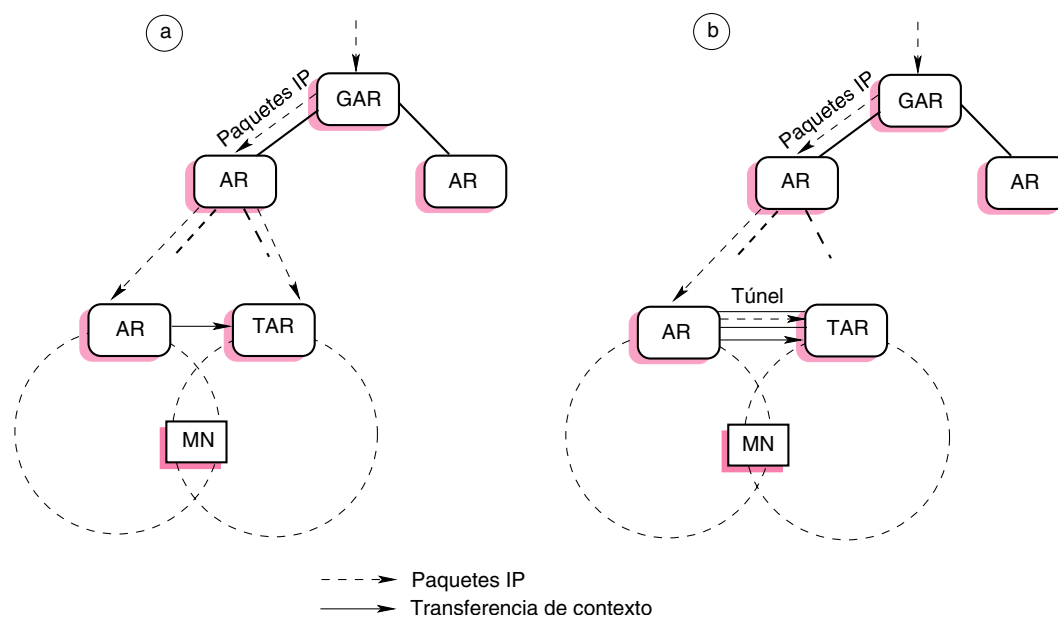 a
GAR
Paquetes IP
AR
AR
AR
TAR
MN
b
GAR
Paquetes IP
AR
AR
Túnel
AR
TAR
MN
Paquetes IP
Transferencia de contexto